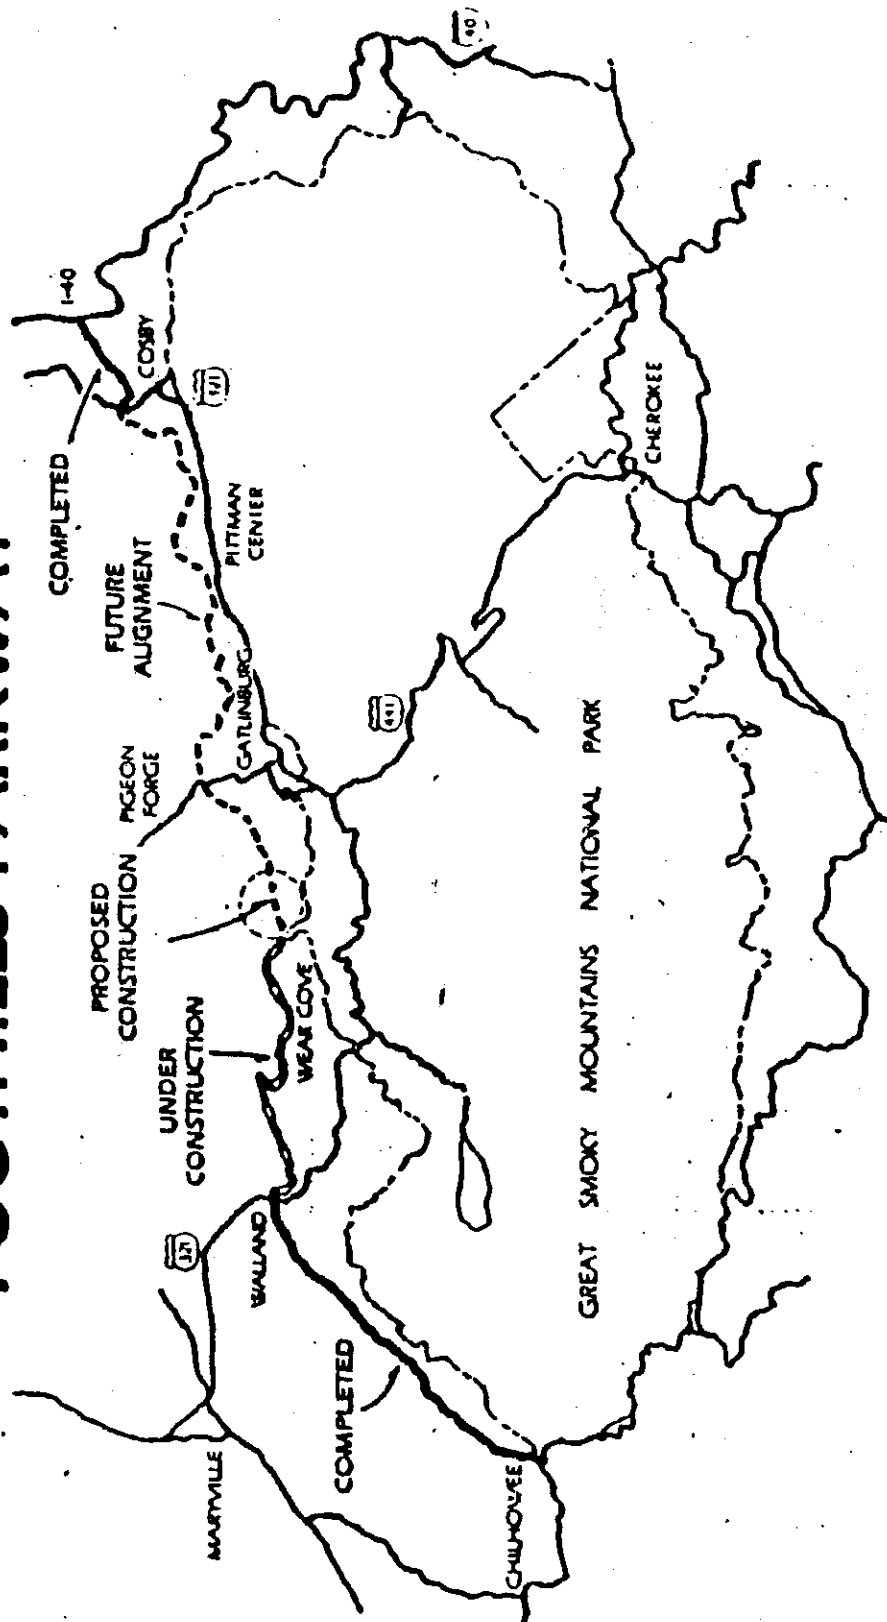 COMPLETED
I-40
40
COSBY
321
FUTURE
ALIGNMENT
PITTMAN
CENTER
PIGEON
FORGE
GATLINBURG
PROPOSED
CONSTRUCTION
441
CHEROKEE
UNDER
CONSTRUCTION
WEAR COVE
321
WALLAND
MARYVILLE
COMPLETED
CHILHOWEE
GREAT SMOKY MOUNTAINS NATIONAL PARK